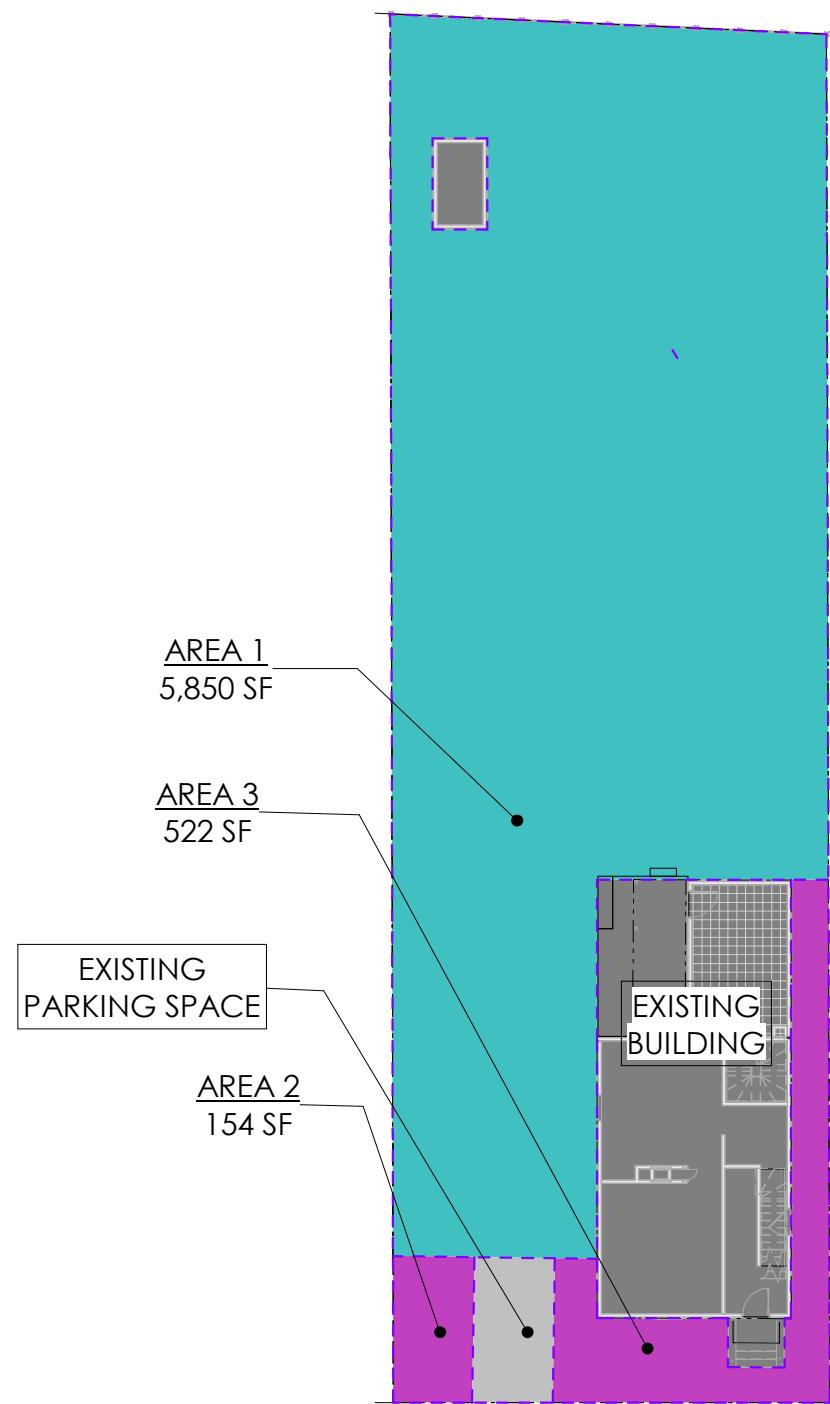 AREA 1
5,850 SF
AREA 3
522 SF
EXISTING
PARKING SPACE
EXISTING
BUILDING
AREA 2
154 SF